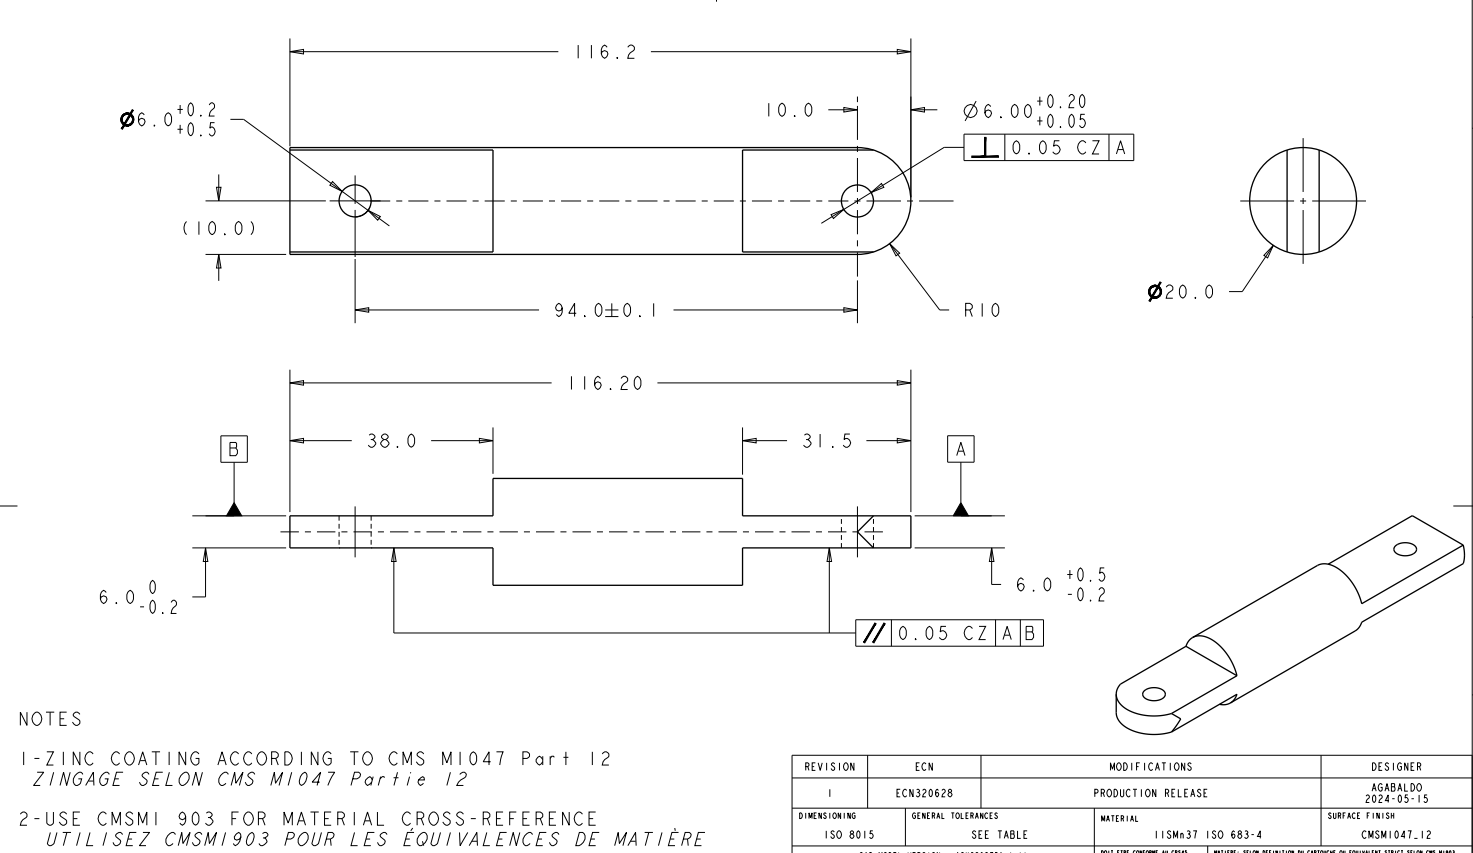 116.2
10.0
Ø6.0 +0.2 +0.5
Ø6.00 +0.20 +0.05
⊥ 0.05 CZ A
(10.0)
Ø20.0
94.0±0.1
R10
116.20
38.0
31.5
B
A
6.0 0 -0.2
6.0 +0.5 -0.2
// 0.05 CZ A B
NOTES
1-ZINC COATING ACCORDING TO CMS M1047 Part 12
ZINGAGE SELON CMS M1047 Partie 12
2-USE CMSM1 903 FOR MATERIAL CROSS-REFERENCE
UTILISEZ CMSM1903 POUR LES ÉQUIVALENCES DE MATIÈRE
REVISION ECN MODIFICATIONS DESIGNER
1 ECN320628 PRODUCTION RELEASE AGABALDO
2024-05-15
DIMENSIONING GENERAL TOLERANCES MATERIAL SURFACE FINISH
ISO 8015 SEE TABLE 11SMn37 ISO 683-4 CMSM1047_12